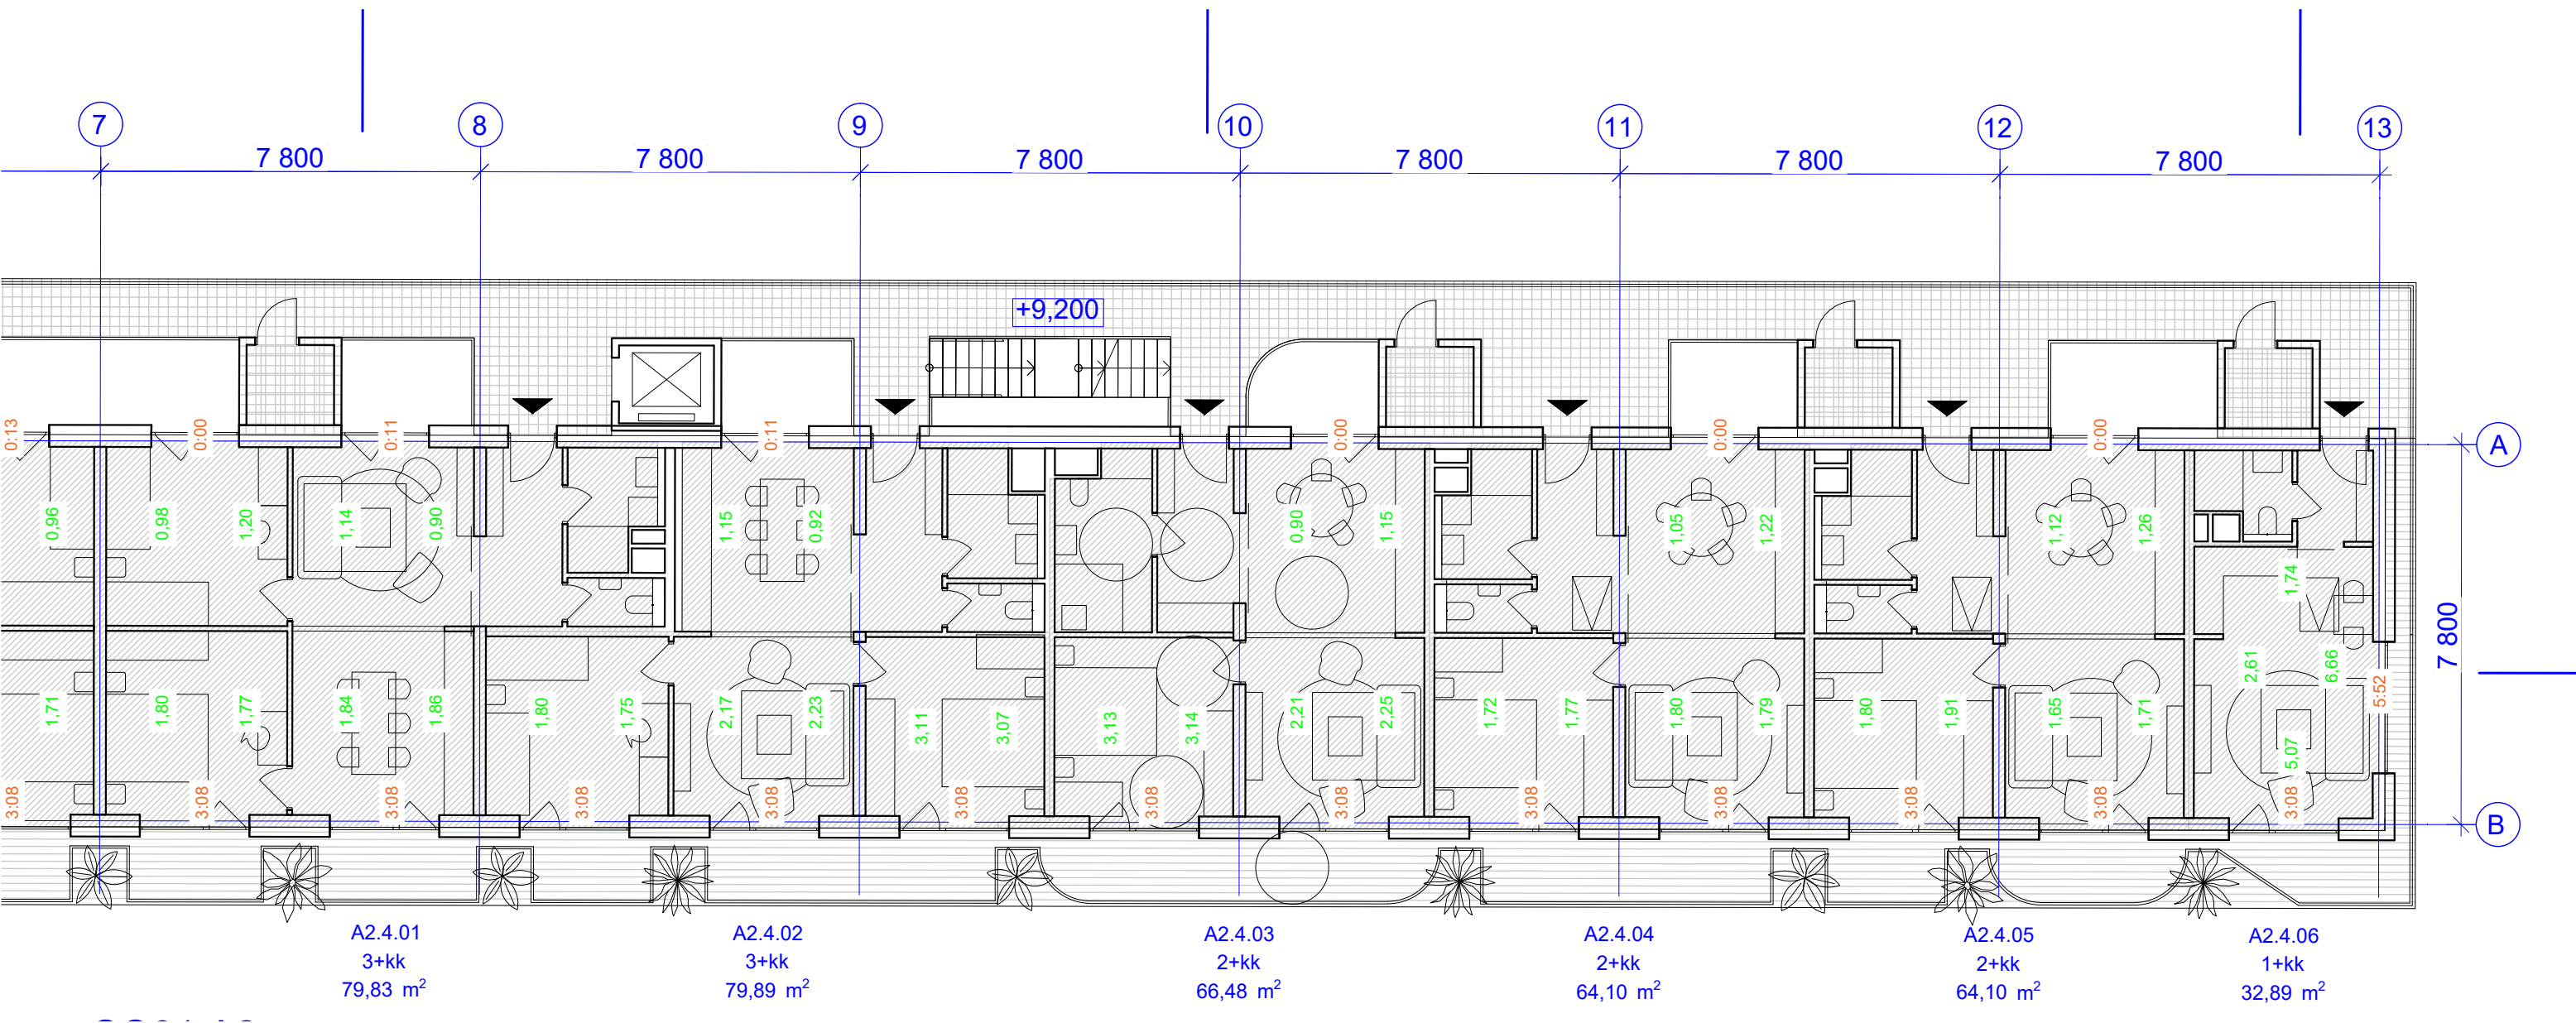 7 8 9 10 11 12 13
7 800 7 800 7 800 7 800 7 800 7 800
+9,200
0:13 0:00 0:11 0:11 0:00 0:00 0:00
A
0,96 0,98 1,20 1,14 0,90 1,15 0,92 0,90 1,15 1,05 1,22 1,12 1,26
1,74
7 800
2,61 6,66
5:52
1,71 1,80 1,77 1,84 1,86 1,80 1,75 2,17 2,23 3,11 3,07 3,13 3,14 2,21 2,25 1,72 1,77 1,80 1,79 1,80 1,91 1,65 1,71
5,07
3:08 3:08 3:08 3:08 3:08 3:08 3:08 3:08 3:08 3:08 3:08 3:08 3:08
B
A2.4.01
3+kk
79,83 m²
A2.4.02
3+kk
79,89 m²
A2.4.03
2+kk
66,48 m²
A2.4.04
2+kk
64,10 m²
A2.4.05
2+kk
64,10 m²
A2.4.06
1+kk
32,89 m²